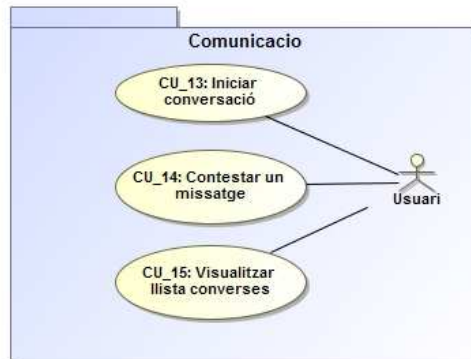 Comunicacio
CU_13: Iniciar
conversació
CU_14: Contestar un
missatge
Usuari
CU_15: Visualitzar
llista converses